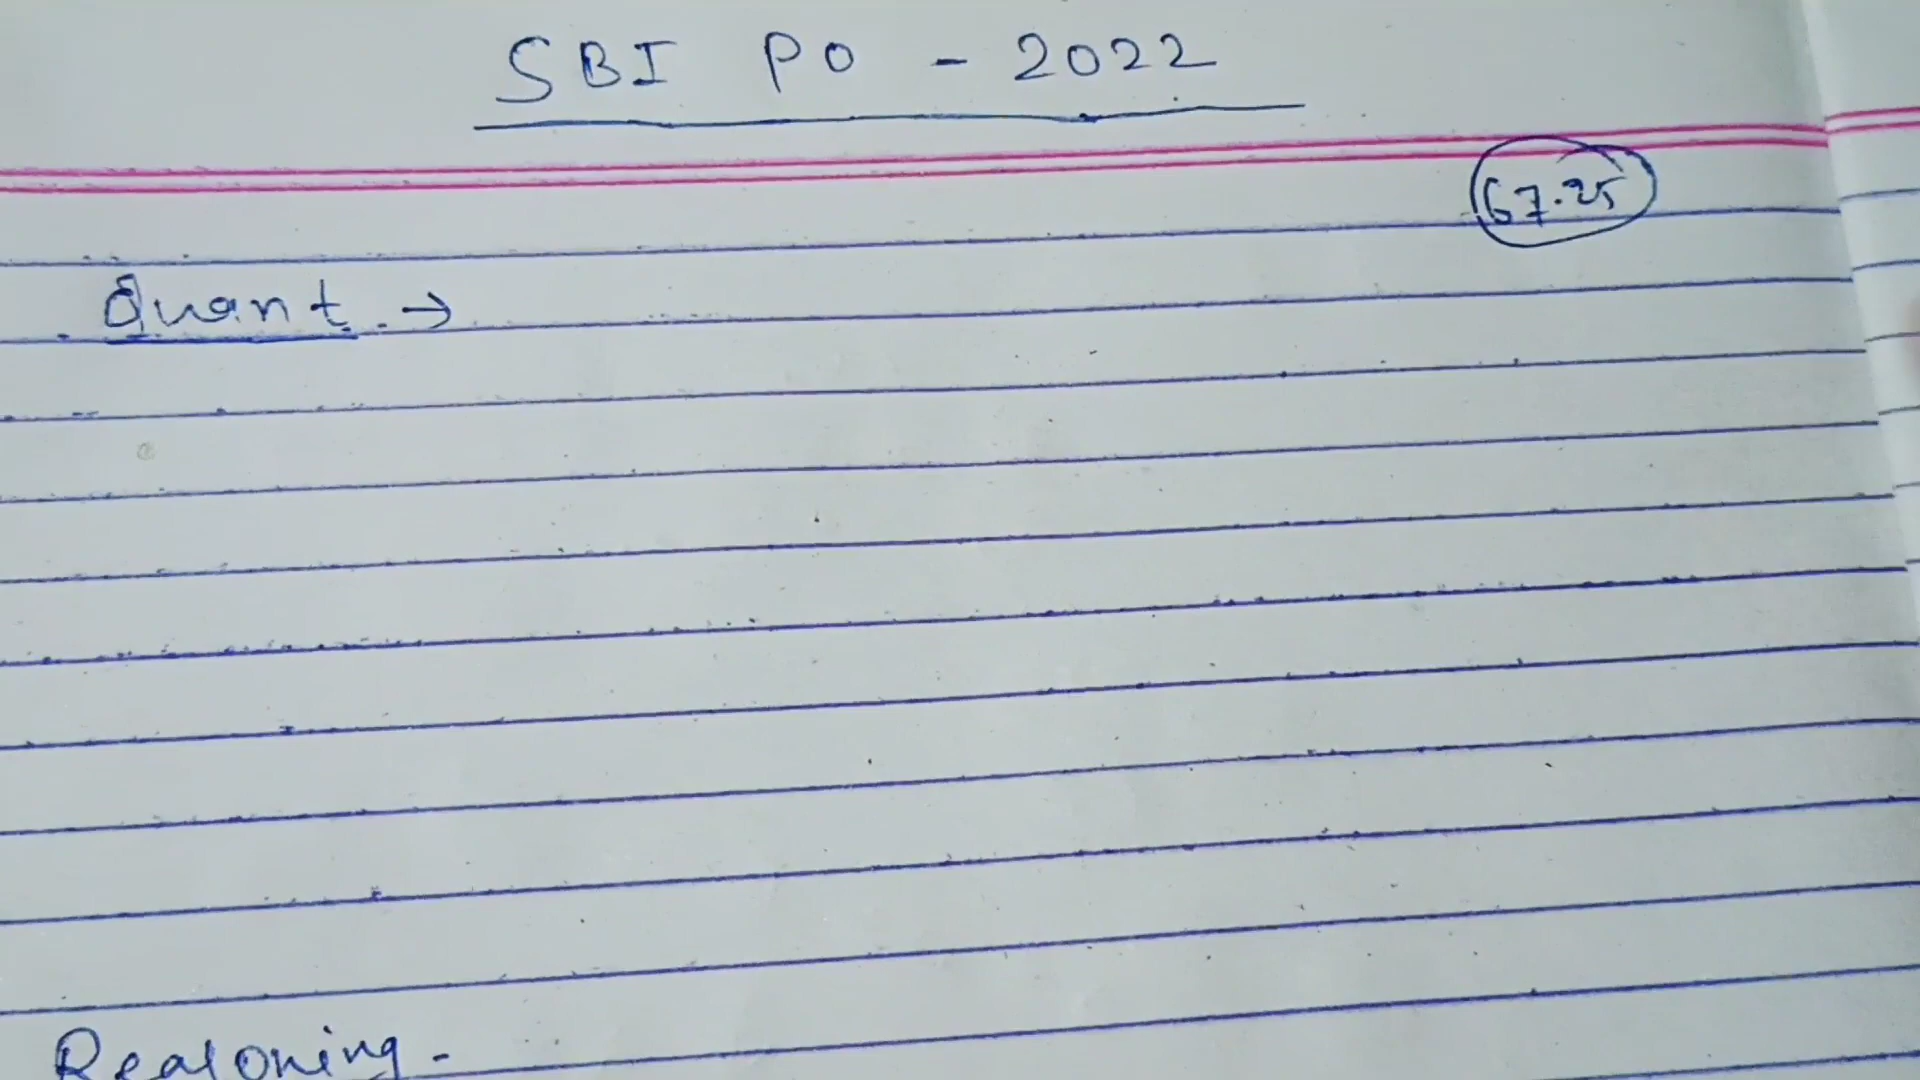 SBI PO - 2022
67.25
Quant →
Reasoning -